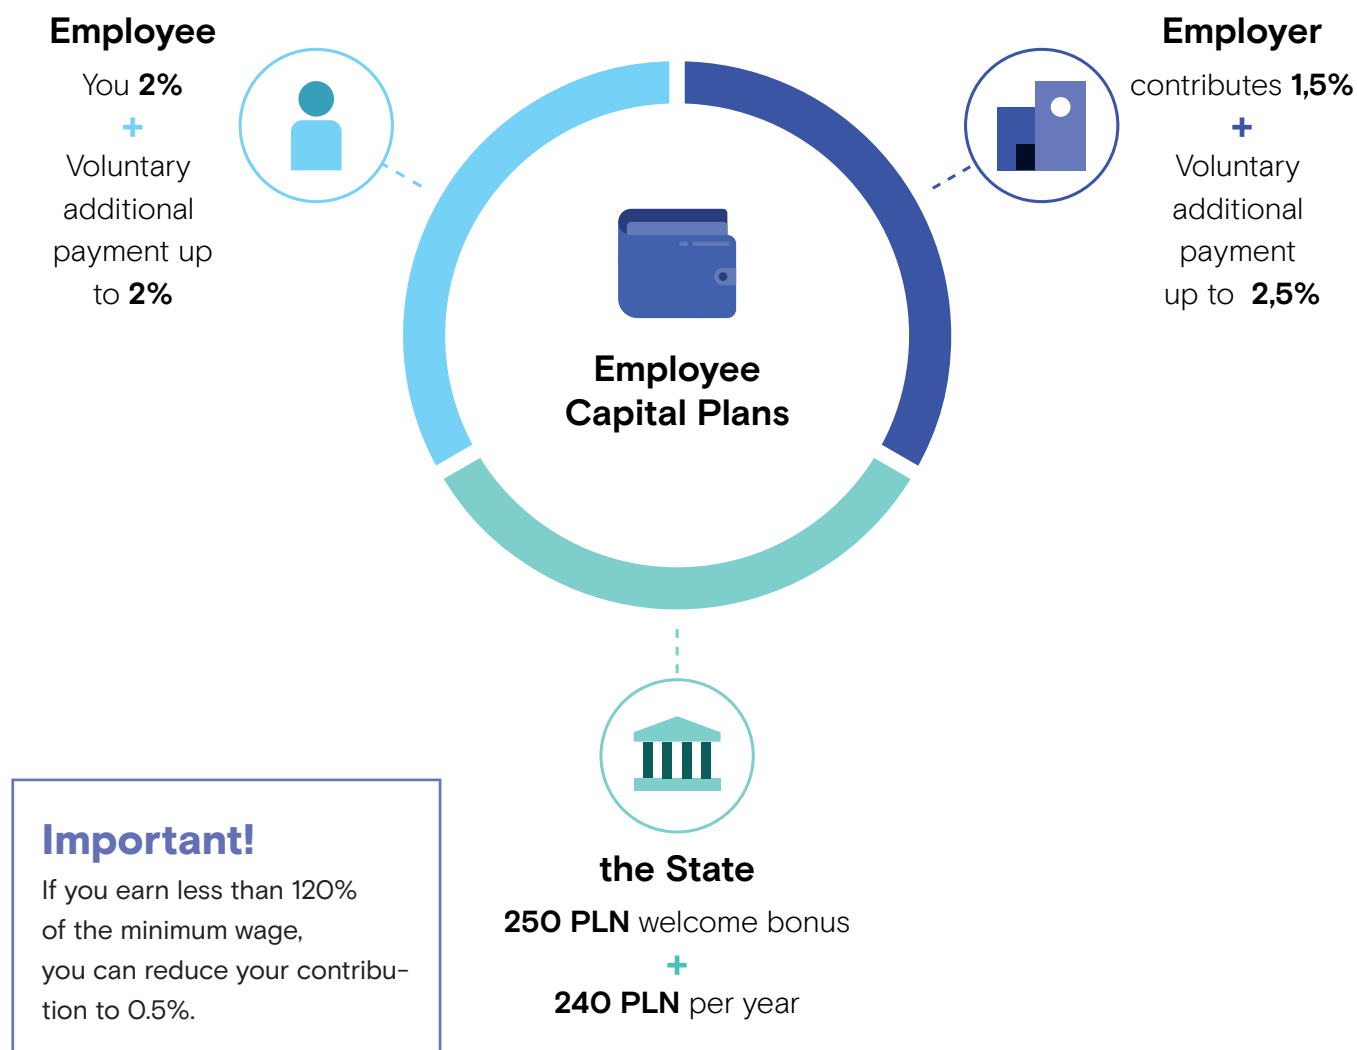 Employee
You 2%
+
Voluntary
additional
payment up
to 2%
Employer
contributes 1,5%
+
Voluntary
additional
payment
up to 2,5%
Employee
Capital Plans
the State
250 PLN welcome bonus
+
240 PLN per year
Important!
If you earn less than 120%
of the minimum wage,
you can reduce your contribu-
tion to 0.5%.